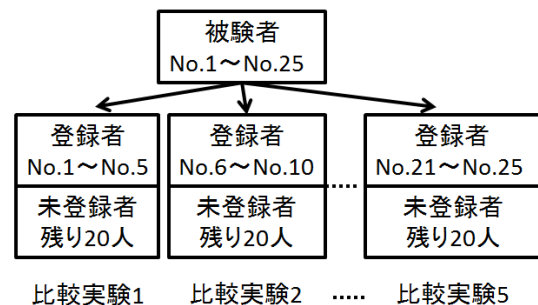 被験者
No.1～No.25
登録者
No.1～No.5
未登録者
残り20人
登録者
No.6～No.10
未登録者
残り20人
......
登録者
No.21～No.25
未登録者
残り20人
比較実験1 比較実験2 ..... 比較実験5